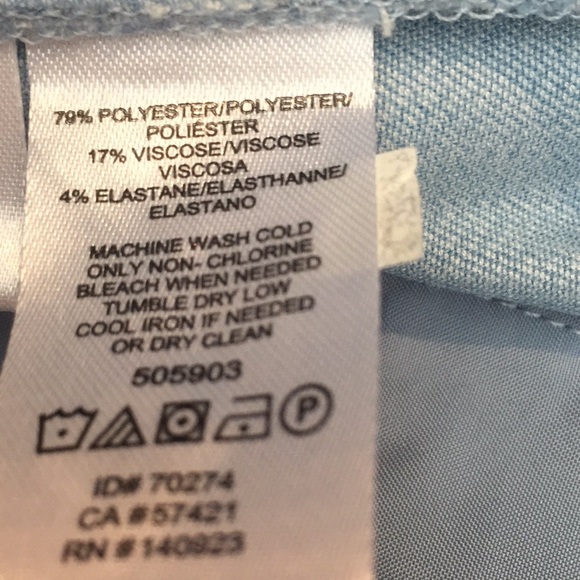 79% POLYESTER/POLYESTER/
POLIÉSTER
17% VISCOSE/VISCOSE
VISCOSA
4% ELASTANE/ELASTHANNE/
ELASTANO
MACHINE WASH COLD
ONLY NON- CHLORINE
BLEACH WHEN NEEDED
TUMBLE DRY LOW
COOL IRON IF NEEDED
OR DRY CLEAN
505903
P
ID# 70274
CA # 57421
RN # 140923